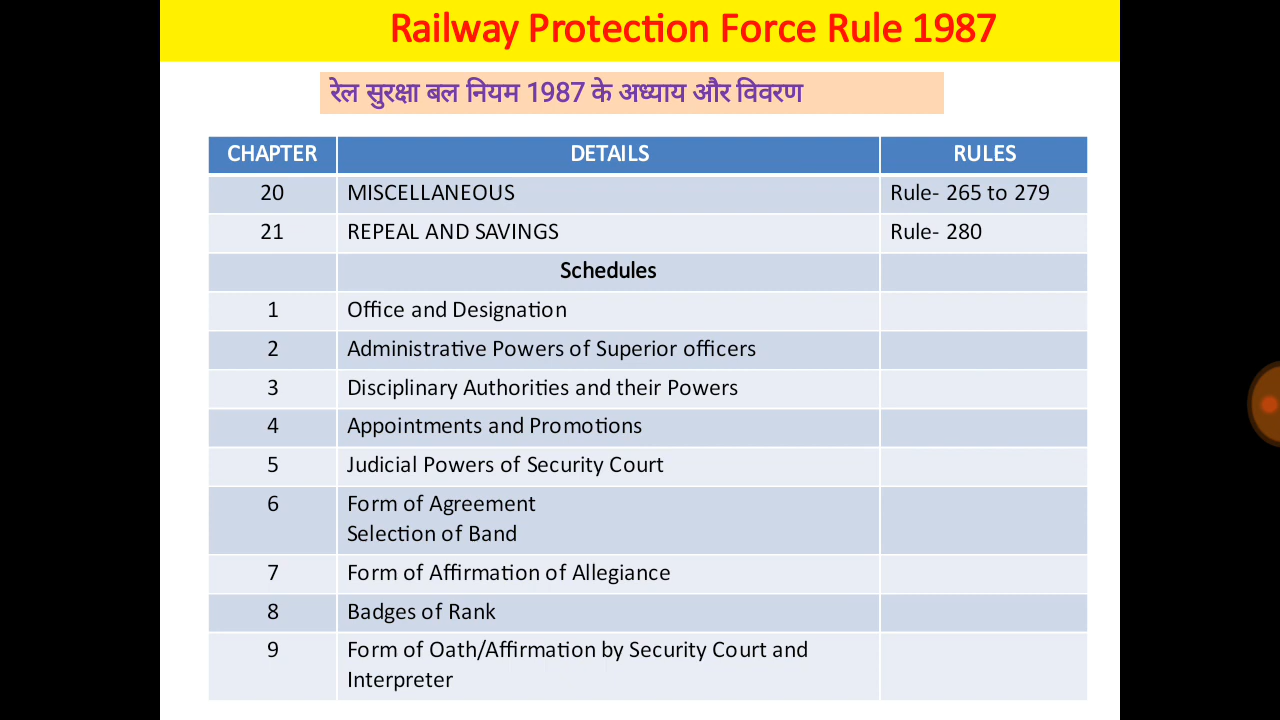 Railway Protection Force Rule 1987
रेल सुरक्षा बल नियम 1987 के अध्याय और विवरण
CHAPTER DETAILS RULES
20 MISCELLANEOUS Rule- 265 to 279
21 REPEAL AND SAVINGS Rule- 280
Schedules
1 Office and Designation
2 Administrative Powers of Superior officers
3 Disciplinary Authorities and their Powers
4 Appointments and Promotions
5 Judicial Powers of Security Court
6 Form of Agreement
Selection of Band
7 Form of Affirmation of Allegiance
8 Badges of Rank
9 Form of Oath/Affirmation by Security Court and
Interpreter